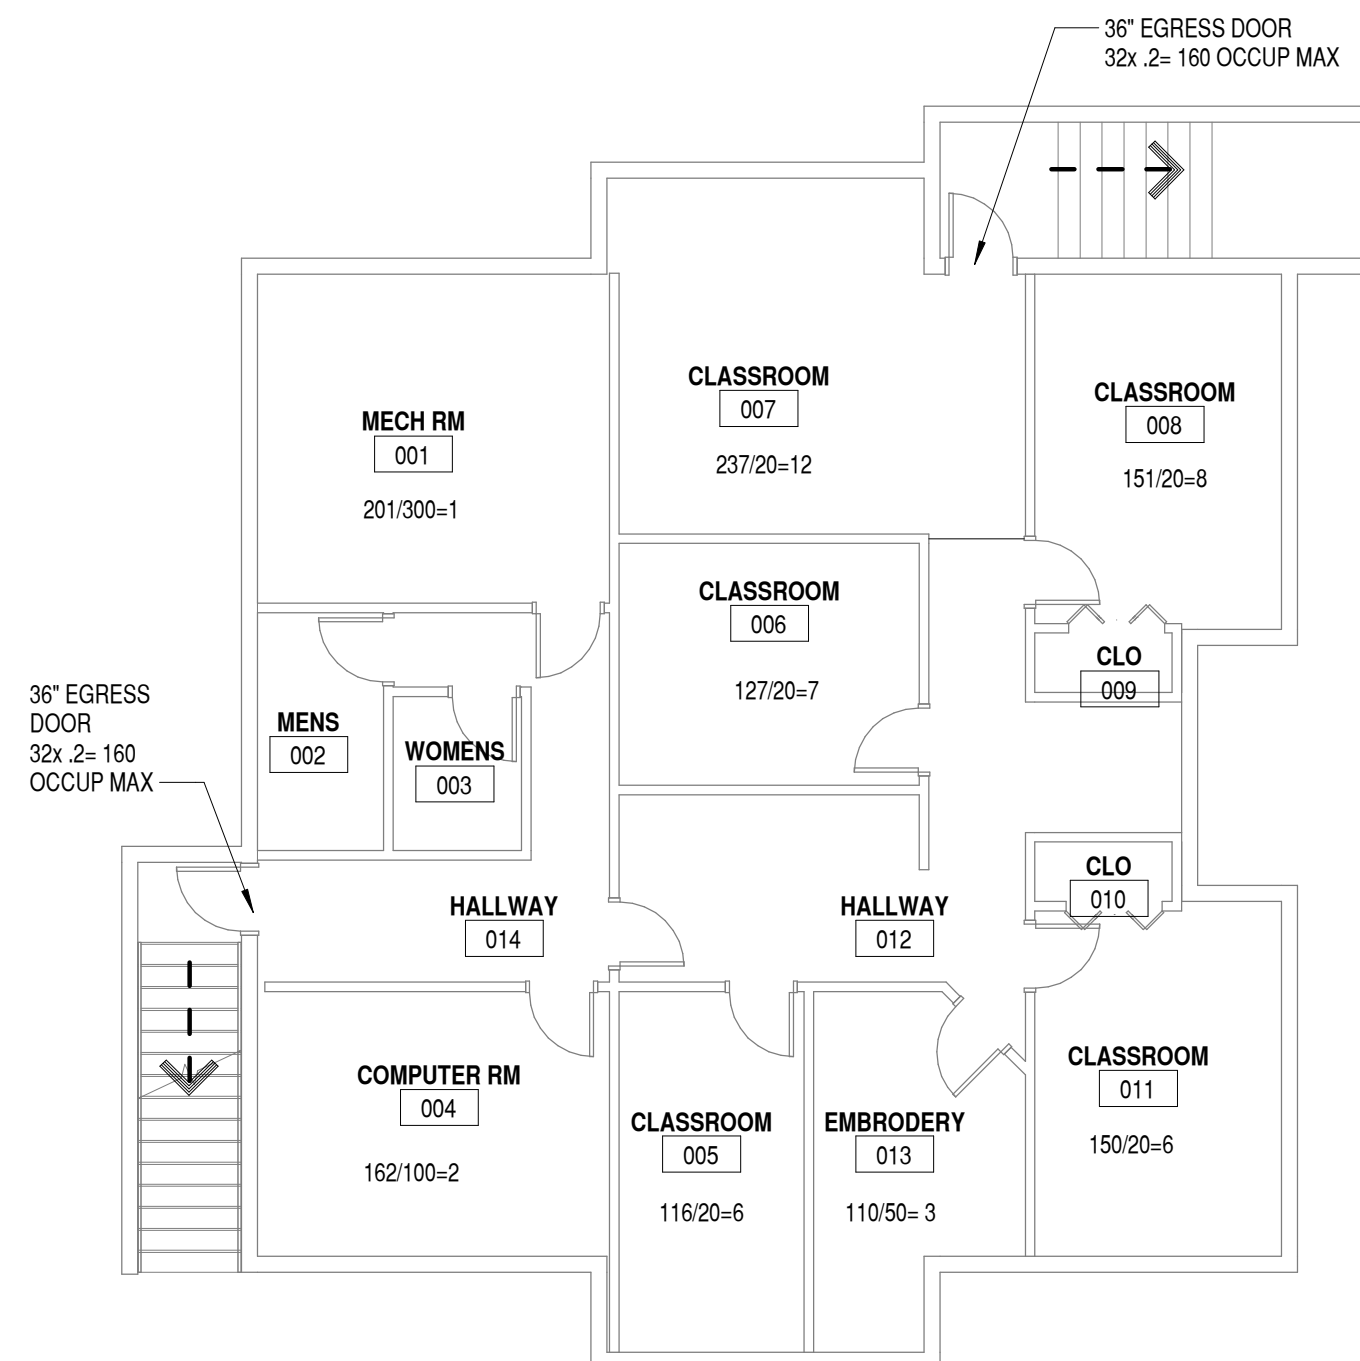 36" EGRESS DOOR
32x .2= 160 OCCUP MAX
CLASSROOM
007
237/20=12
CLASSROOM
008
151/20=8
MECH RM
001
201/300=1
CLASSROOM
006
127/20=7
CLO
009
36" EGRESS
DOOR
32x .2= 160
OCCUP MAX
MENS
002
WOMENS
003
HALLWAY
014
HALLWAY
012
CLO
010
COMPUTER RM
004
162/100=2
CLASSROOM
005
116/20=6
EMBRODERY
013
110/50= 3
CLASSROOM
011
150/20=6